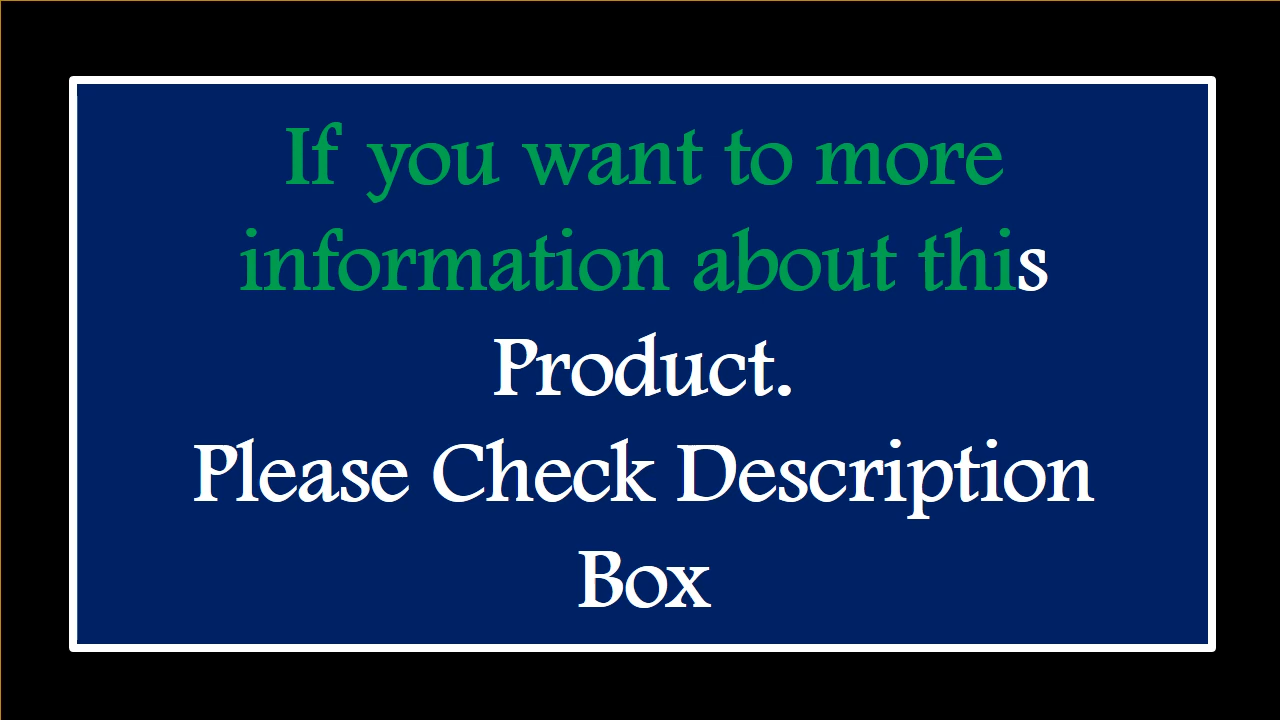 If you want to more
information about this
Product.
Please Check Description
Box